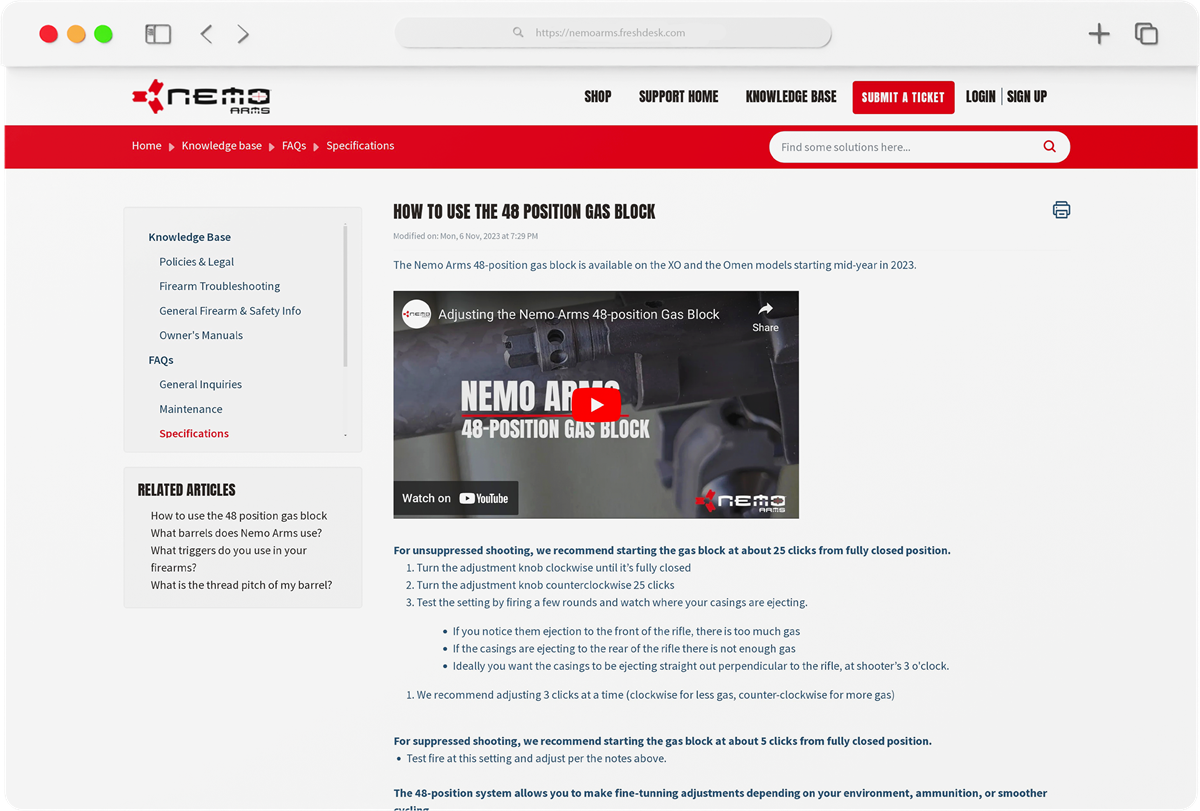 https://nemoarms.freshdesk.com
NEMO
ARMS
SHOP
SUPPORT HOME
KNOWLEDGE BASE
SUBMIT A TICKET
LOGIN
SIGN UP
Home
Knowledge base
FAQs
Specifications
Find some solutions here...
Knowledge Base
Policies & Legal
Firearm Troubleshooting
General Firearm & Safety Info
Owner's Manuals
FAQs
General Inquiries
Maintenance
Specifications
RELATED ARTICLES
How to use the 48 position gas block
What barrels does Nemo Arms use?
What triggers do you use in your
firearms?
What is the thread pitch of my barrel?
HOW TO USE THE 48 POSITION GAS BLOCK
Modified on: Mon, 6 Nov, 2023 at 7:29 PM
The Nemo Arms 48-position gas block is available on the XO and the Omen models starting mid-year in 2023.
NEMO
Adjusting the Nemo Arms 48-position Gas Block
Share
NEMO ARMS
48-POSITION GAS BLOCK
Watch on YouTube
NEMO
ARMS
For unsuppressed shooting, we recommend starting the gas block at about 25 clicks from fully closed position.
1. Turn the adjustment knob clockwise until it's fully closed
2. Turn the adjustment knob counterclockwise 25 clicks
3. Test the setting by firing a few rounds and watch where your casings are ejecting.
• If you notice them ejection to the front of the rifle, there is too much gas
• If the casings are ejecting to the rear of the rifle there is not enough gas
• Ideally you want the casings to be ejecting straight out perpendicular to the rifle, at shooter's 3 o'clock.
1. We recommend adjusting 3 clicks at a time (clockwise for less gas, counter-clockwise for more gas)
For suppressed shooting, we recommend starting the gas block at about 5 clicks from fully closed position.
• Test fire at this setting and adjust per the notes above.
The 48-position system allows you to make fine-tunning adjustments depending on your environment, ammunition, or smoother
cycling.